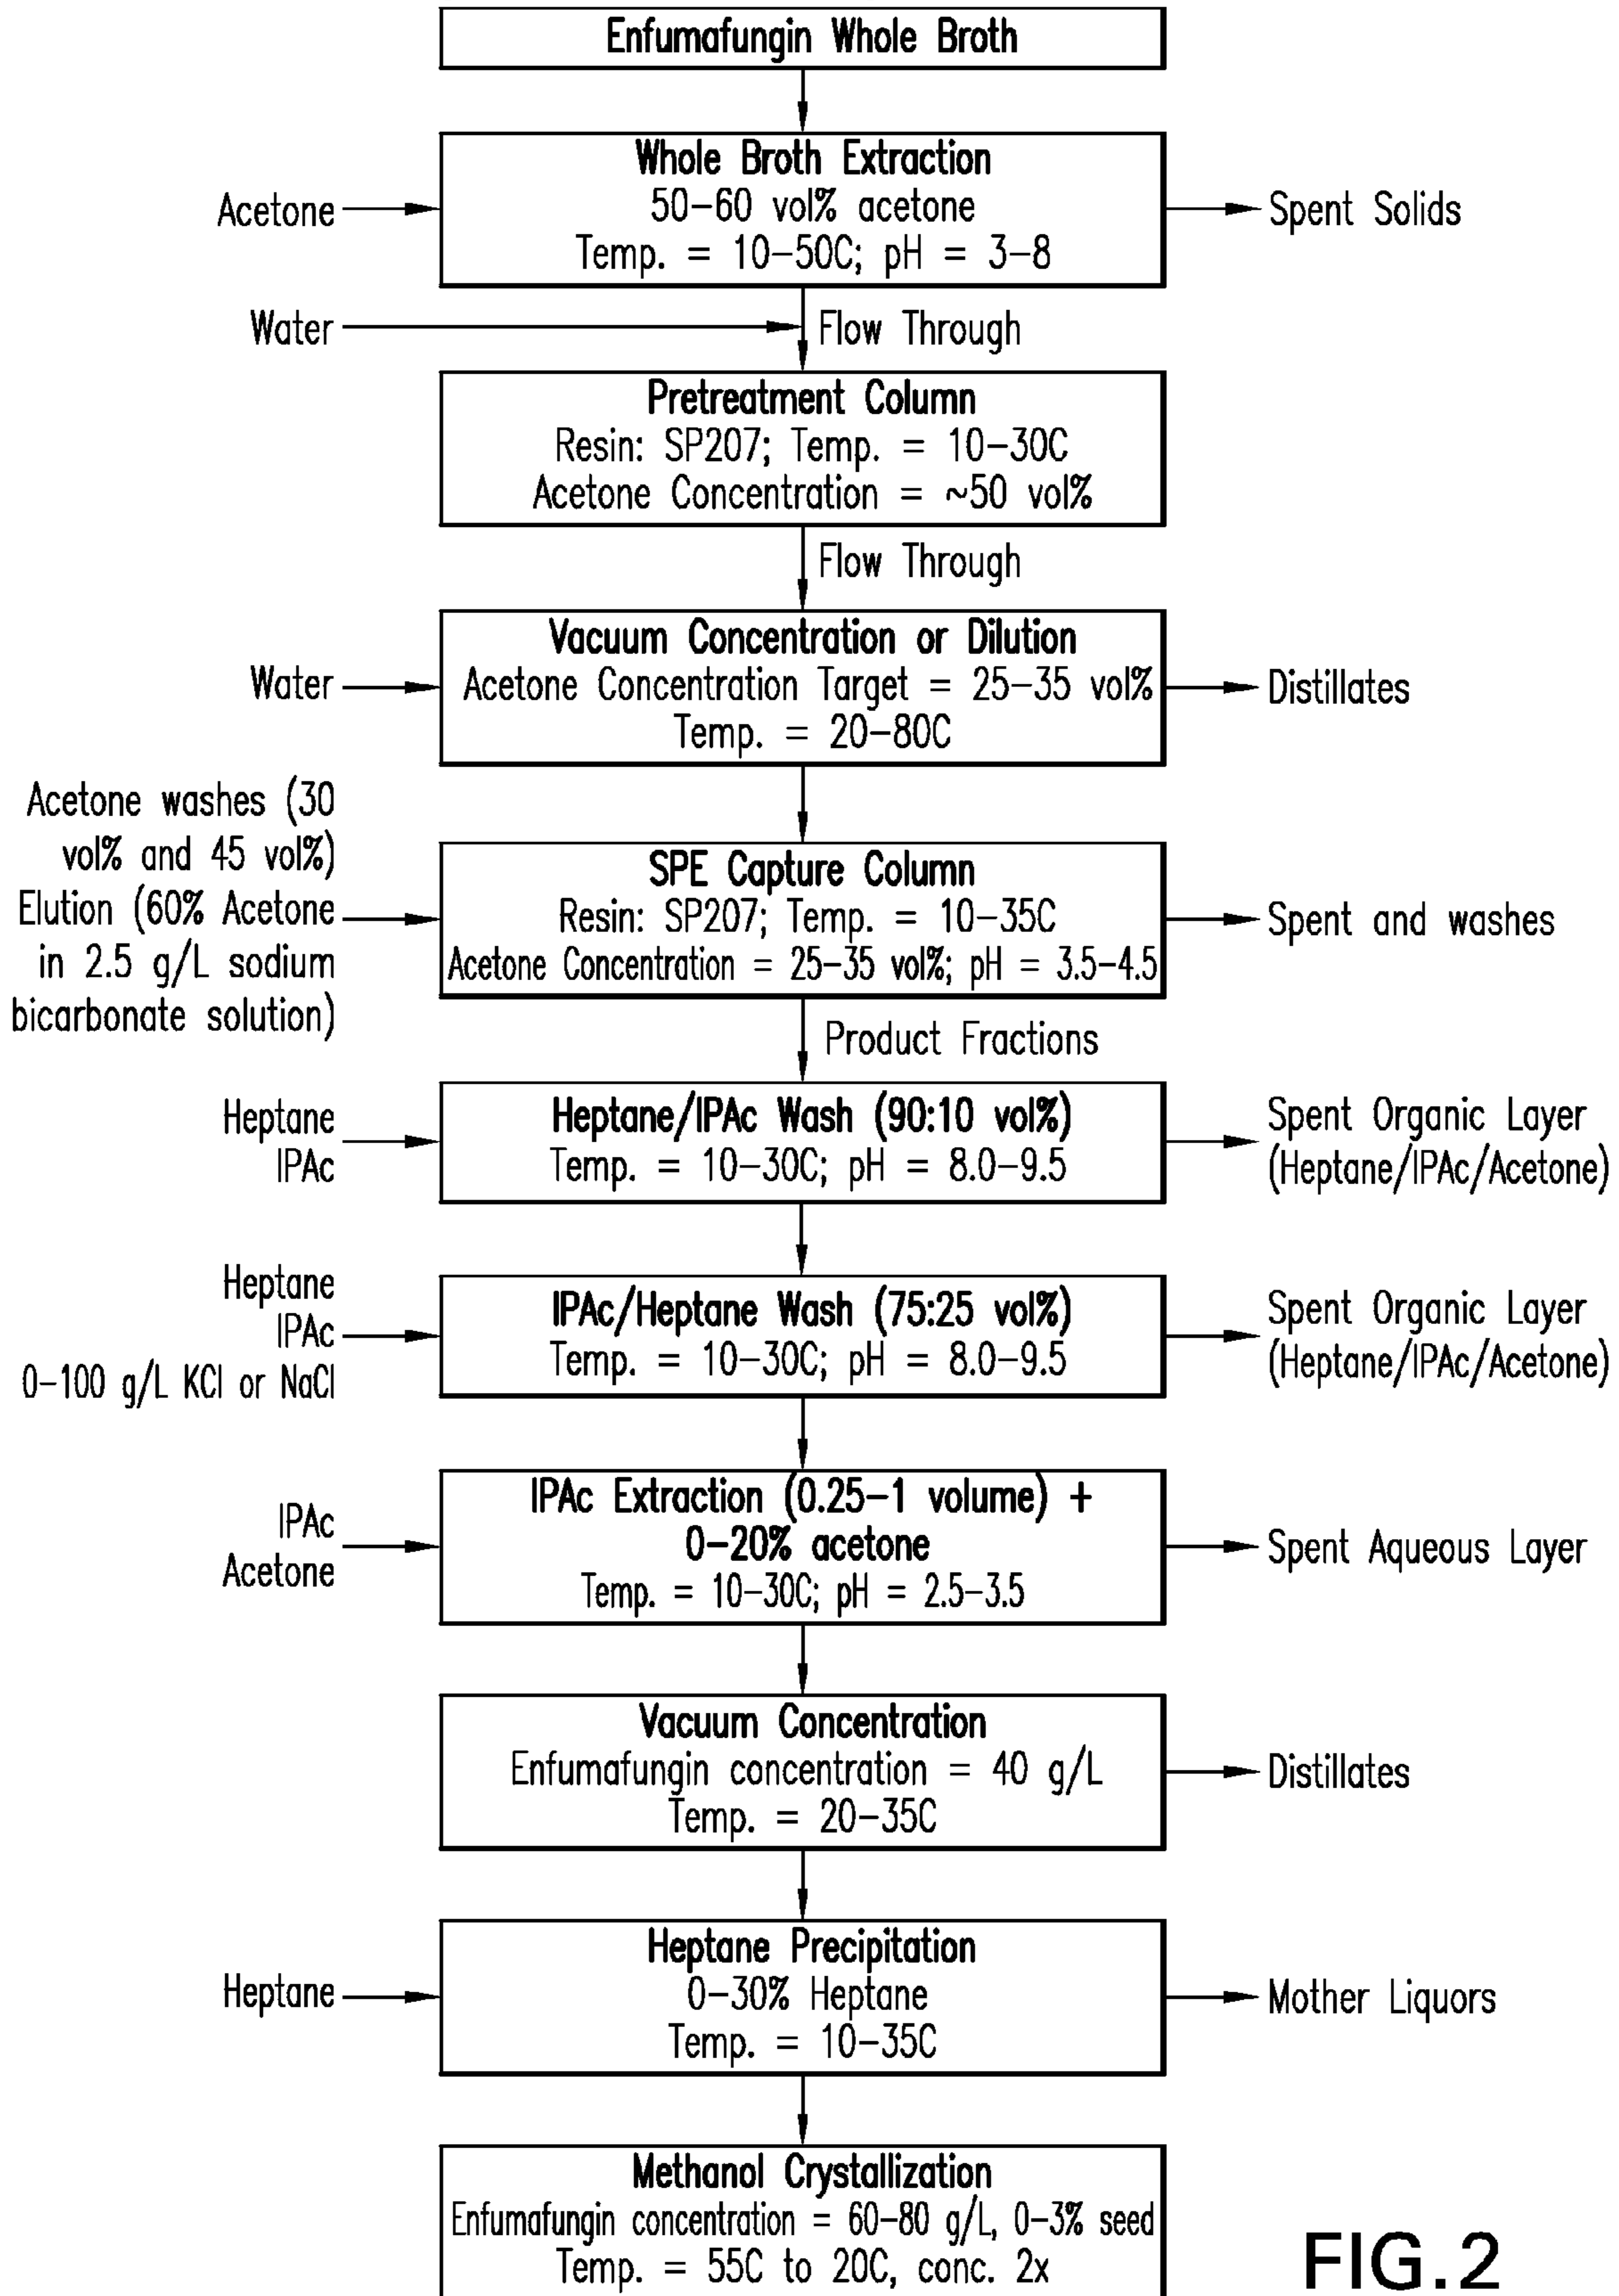 Enfumafungin Whole Broth
Whole Broth Extraction
50–60 vol% acetone
Temp. = 10–50C; pH = 3–8
Acetone
Spent Solids
Water
Flow Through
Pretreatment Column
Resin: SP207; Temp. = 10–30C
Acetone Concentration = ~50 vol%
Flow Through
Vacuum Concentration or Dilution
Acetone Concentration Target = 25–35 vol%
Temp. = 20–80C
Water
Distillates
Acetone washes (30
vol% and 45 vol%)
Elution (60% Acetone
in 2.5 g/L sodium
bicarbonate solution)
SPE Capture Column
Resin: SP207; Temp. = 10–35C
Acetone Concentration = 25–35 vol%; pH = 3.5–4.5
Spent and washes
Product Fractions
Heptane
IPAc
Heptane/IPAc Wash (90:10 vol%)
Temp. = 10–30C; pH = 8.0–9.5
Spent Organic Layer
(Heptane/IPAc/Acetone)
Heptane
IPAc
0–100 g/L KCl or NaCl
IPAc/Heptane Wash (75:25 vol%)
Temp. = 10–30C; pH = 8.0–9.5
Spent Organic Layer
(Heptane/IPAc/Acetone)
IPAc
Acetone
IPAc Extraction (0.25–1 volume) +
0–20% acetone
Temp. = 10–30C; pH = 2.5–3.5
Spent Aqueous Layer
Vacuum Concentration
Enfumafungin concentration = 40 g/L
Temp. = 20–35C
Distillates
Heptane
Heptane Precipitation
0–30% Heptane
Temp. = 10–35C
Mother Liquors
Methanol Crystallization
Enfumafungin concentration = 60–80 g/L, 0–3% seed
Temp. = 55C to 20C, conc. 2x
FIG.2